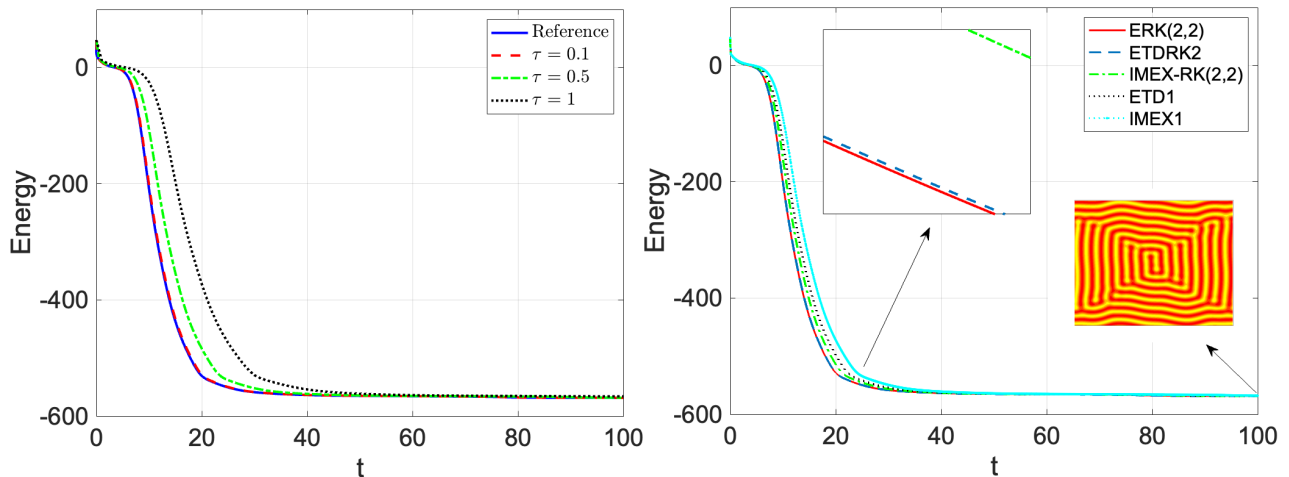 Reference
τ = 0.1
τ = 0.5
τ = 1
0
-200
-400
-600
Energy
0
20
40
60
80
100
t
ERK(2,2)
ETDRK2
IMEX-RK(2,2)
ETD1
IMEX1
0
-200
-400
-600
Energy
0
20
40
60
80
100
t